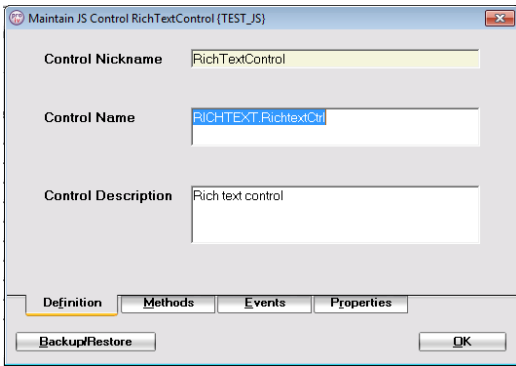 Maintain JS Control RichTextControl {TEST_JS}
Control Nickname RichTextControl
Control Name RICHTEXT.RichtextCtrl
Control Description Rich text control
Definition Methods Events Properties
Backup/Restore OK